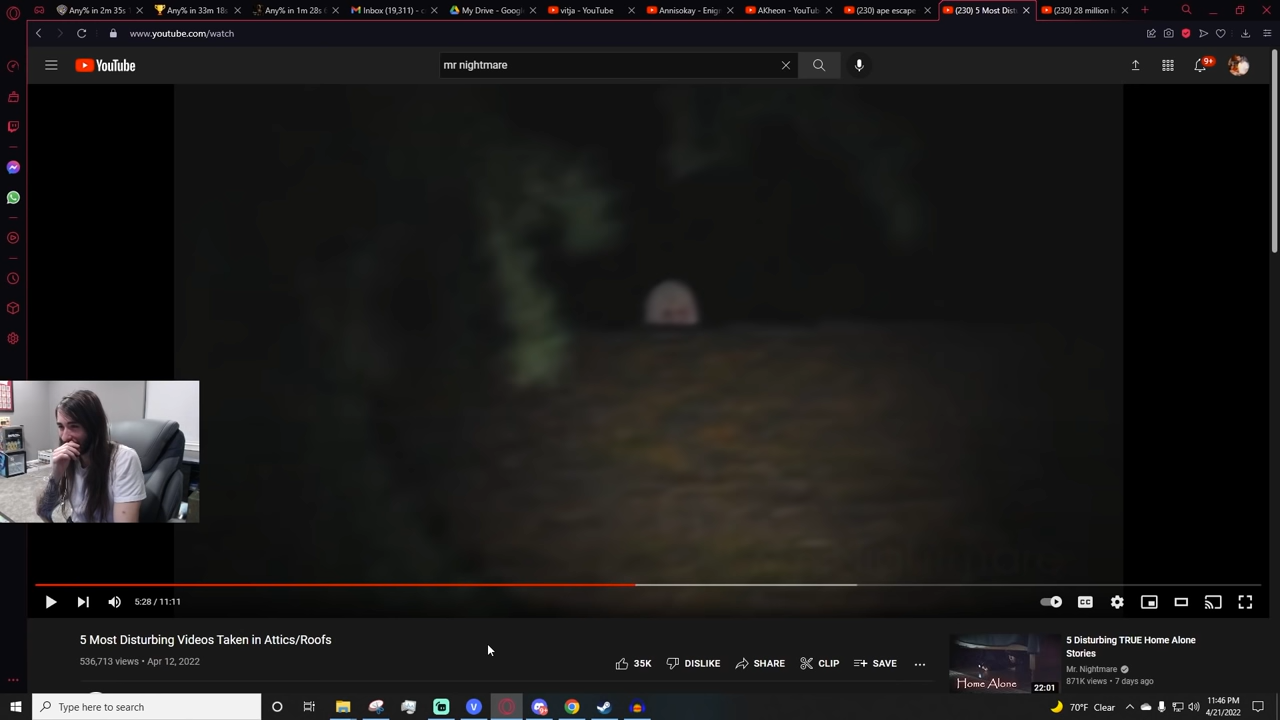 Any% in 2m 35s
Any% in 33m 18s
Any% in 1m 28s
Inbox (19,311) - c
My Drive - Googl
vitja - YouTube
Annisokay - Enig
AKheon - YouTu
(230) ape escape
(230) 5 Most Dis
(230) 28 million h
www.youtube.com/watch
YouTube
mr nightmare
9+
5:28 / 11:11
CC
5 Most Disturbing Videos Taken in Attics/Roofs
536,713 views • Apr 12, 2022
35K
DISLIKE
SHARE
CLIP
SAVE
Home Alone
22:01
5 Disturbing TRUE Home Alone
Stories
Mr. Nightmare
871K views • 7 days ago
Type here to search
70°F Clear
11:46 PM
4/21/2022